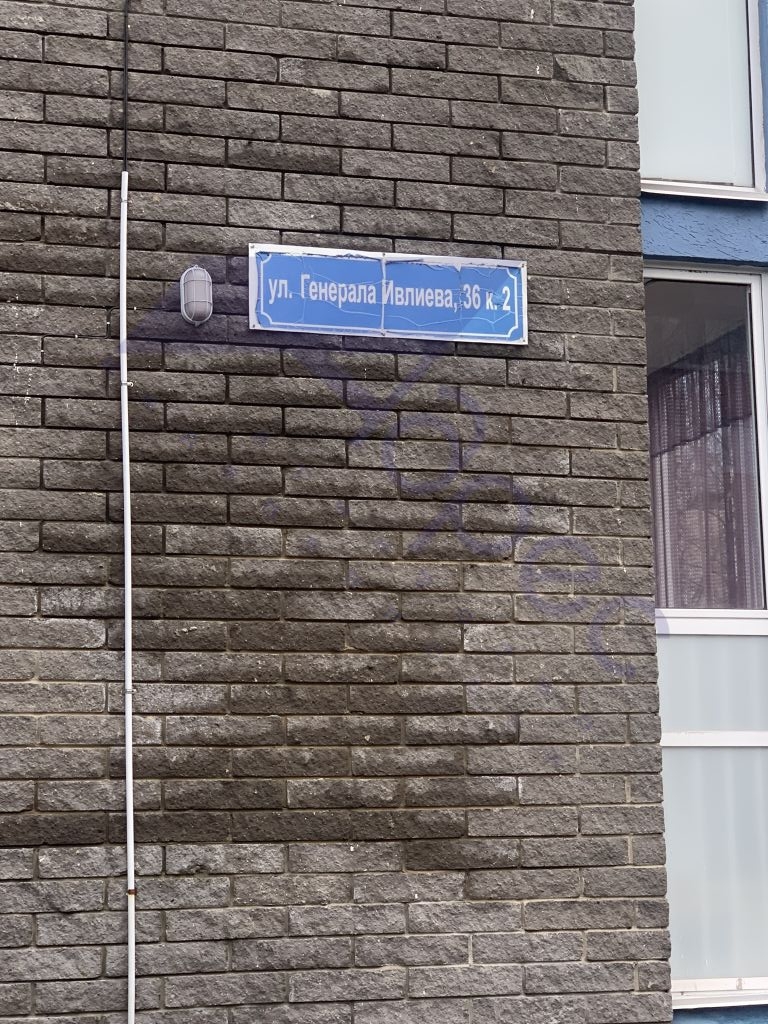 ул. Генерала Ивлиева, 36 к. 2